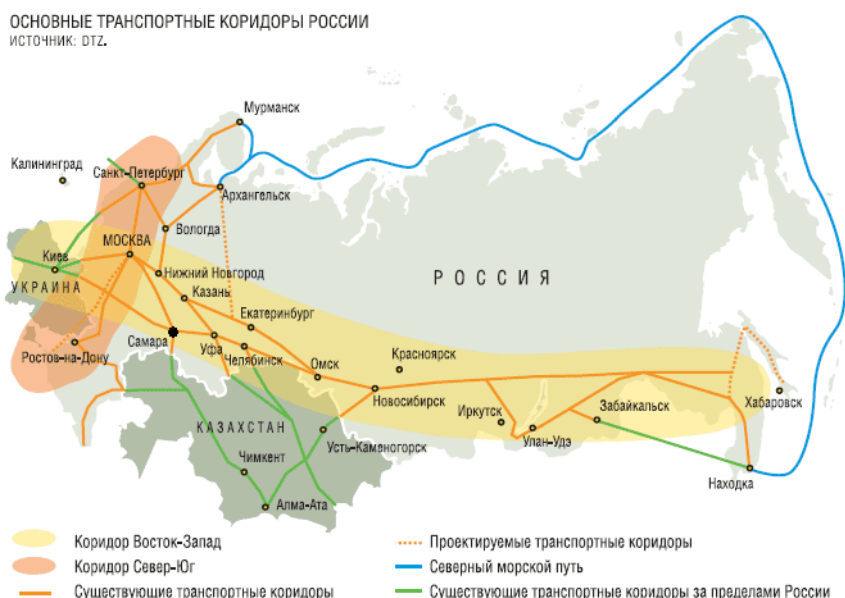 ОСНОВНЫЕ ТРАНСПОРТНЫЕ КОРИДОРЫ РОССИИ
ИСТОЧНИК: DTZ.
Мурманск
Калининград
Санкт-Петербург
Архангельск
Вологда
МОСКВА
Киев
Нижний Новгород
УКРАИНА
Казань
РОССИЯ
Екатеринбург
Самара
Уфа
Ростов-на-Дону
Челябинск
Омск
Красноярск
Новосибирск
Хабаровск
Иркутск
Забайкальск
КАЗАХСТАН
Усть-Каменогорск
Улан-Удэ
Чимкент
Находка
Алма-Ата
Коридор Восток-Запад
Коридор Север-Юг
Существующие транспортные коридоры
Проектируемые транспортные коридоры
Северный морской путь
Существующие транспортные коридоры за пределами России